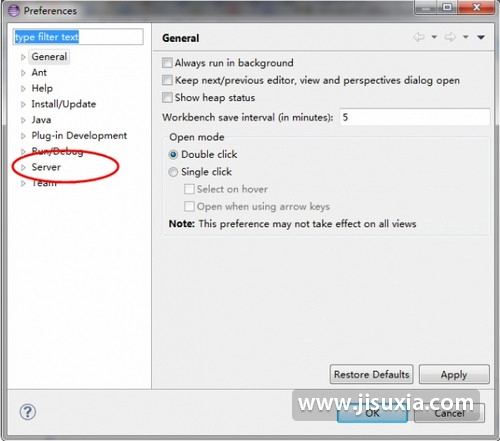 Preferences
type filter text
General
Ant
Help
Install/Update
Java
Plug-in Development
Run/Debug
Server
Team
General
Always run in background
Keep next/previous editor, view and perspectives dialog open
Show heap status
Workbench save interval (in minutes): 5
Open mode
Double click
Single click
Select on hover
Open when using arrow keys
Note: This preference may not take effect on all views
Restore Defaults Apply
OK Cancel
www.jisuxia.com